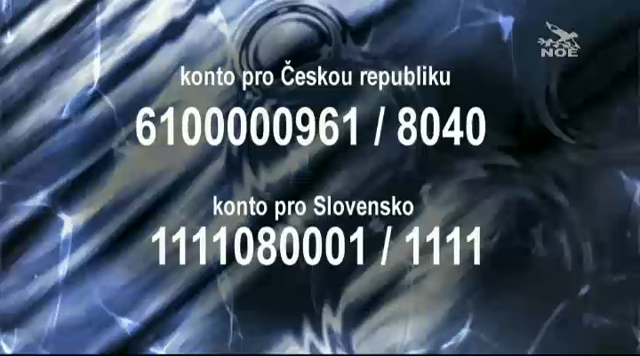 NOE
konto pro Českou republiku
6100000961 / 8040
konto pro Slovensko
1111080001 / 1111